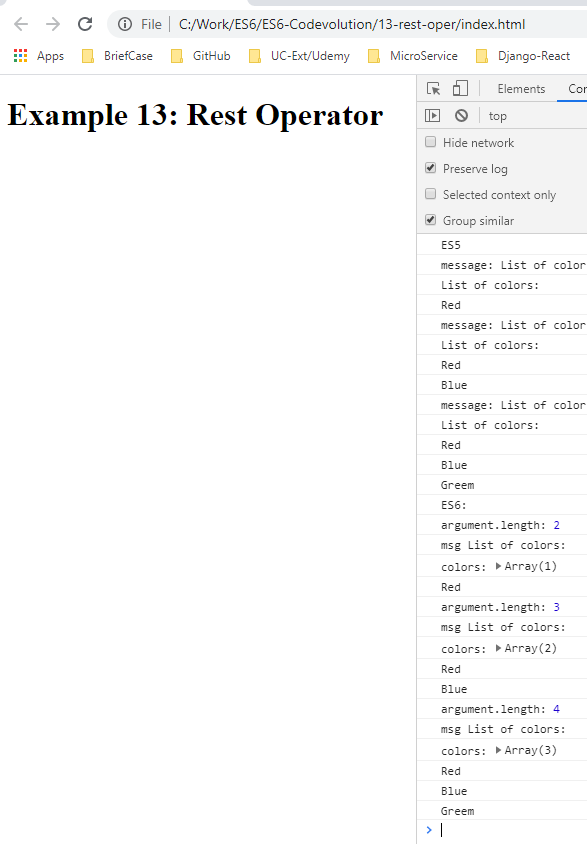 File C:/Work/ES6/ES6-Codevolution/13-rest-oper/index.html
Apps BriefCase GitHub UC-Ext/Udemy MicroService Django-React
Example 13: Rest Operator
Elements Cor
top
Hide network
Preserve log
Selected context only
Group similar
ES5
message: List of color
List of colors:
Red
message: List of color
List of colors:
Red
Blue
message: List of color
List of colors:
Red
Blue
Greem
ES6:
argument.length: 2
msg List of colors:
colors: ▶Array(1)
Red
argument.length: 3
msg List of colors:
colors: ▶Array(2)
Red
Blue
argument.length: 4
msg List of colors:
colors: ▶Array(3)
Red
Blue
Greem